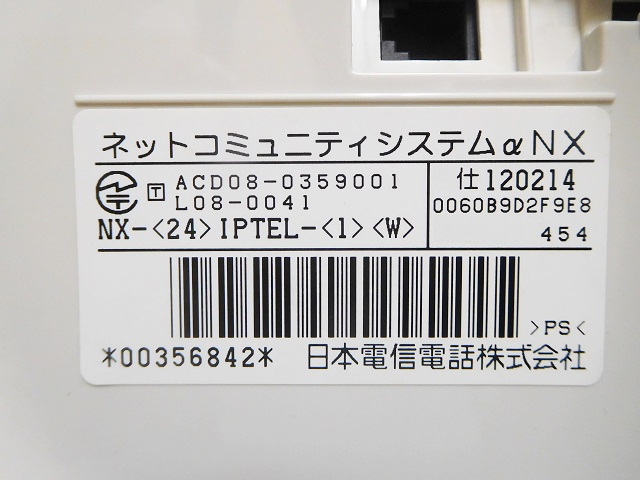 ネットコミュニティシステムαNX
T ACD08-0359001
L08-0041
NX-<24>IPTEL-<1><W>
仕120214
0060B9D2F9E8
454
>PS<
*00356842* 日本電信電話株式会社